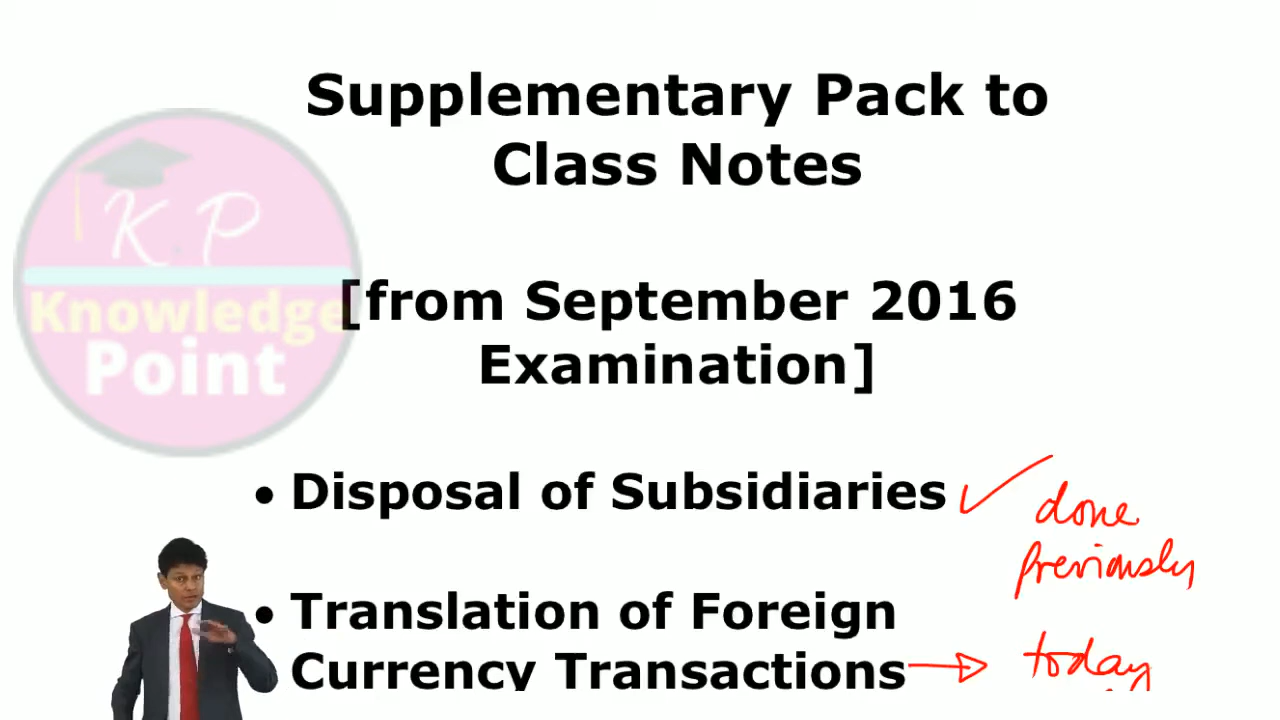 Supplementary Pack to
Class Notes
K.P
Knowledge
Point
[from September 2016
Examination]
• Disposal of Subsidiaries
done
previously
• Translation of Foreign
Currency Transactions
today